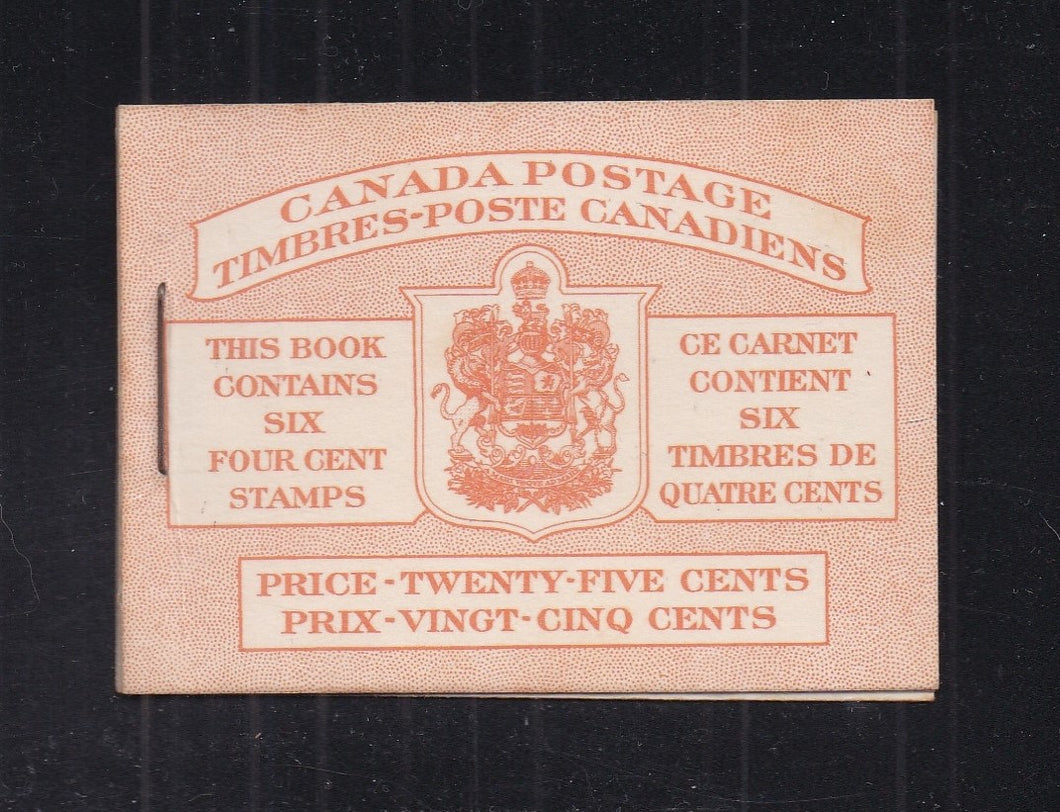 CANADA POSTAGE
TIMBRES-POSTE CANADIENS
THIS BOOK
CONTAINS
SIX
FOUR CENT
STAMPS
CE CARNET
CONTIENT
SIX
TIMBRES DE
QUATRE CENTS
PRICE-TWENTY-FIVE CENTS
PRIX-VINGT-CINQ CENTS